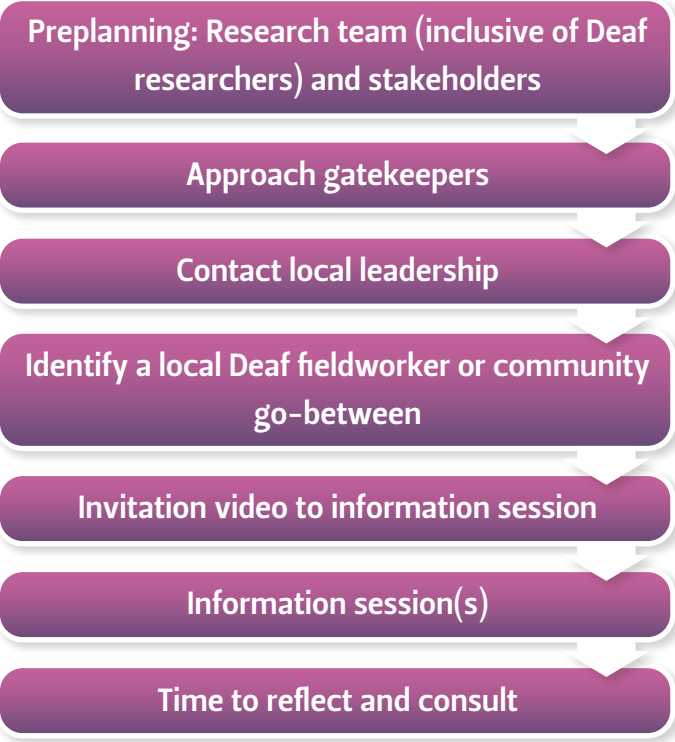 Preplanning: Research team (inclusive of Deaf
researchers) and stakeholders
Approach gatekeepers
Contact local leadership
Identify a local Deaf fieldworker or community
go-between
Invitation video to information session
Information session(s)
Time to reflect and consult